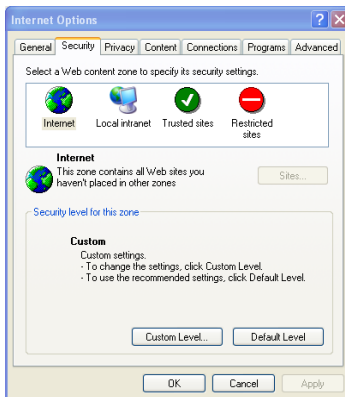 Internet Options
General Security Privacy Content Connections Programs Advanced
Select a Web content zone to specify its security settings.
Internet Local intranet Trusted sites Restricted sites
Internet
This zone contains all Web sites you
haven't placed in other zones
Sites...
Security level for this zone
Custom
Custom settings.
- To change the settings, click Custom Level.
- To use the recommended settings, click Default Level.
Custom Level... Default Level
OK Cancel Apply